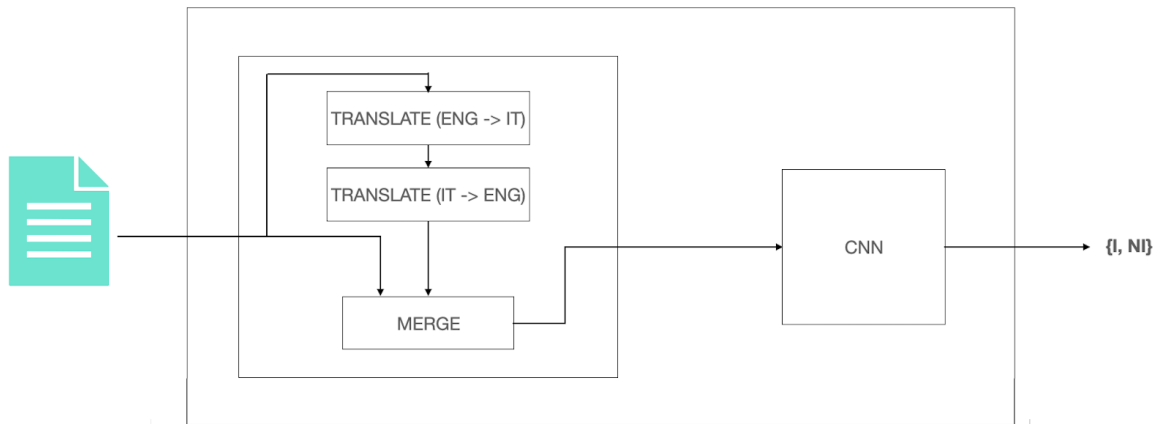 TRANSLATE (ENG -> IT)
TRANSLATE (IT -> ENG)
MERGE
CNN
{I, NI}